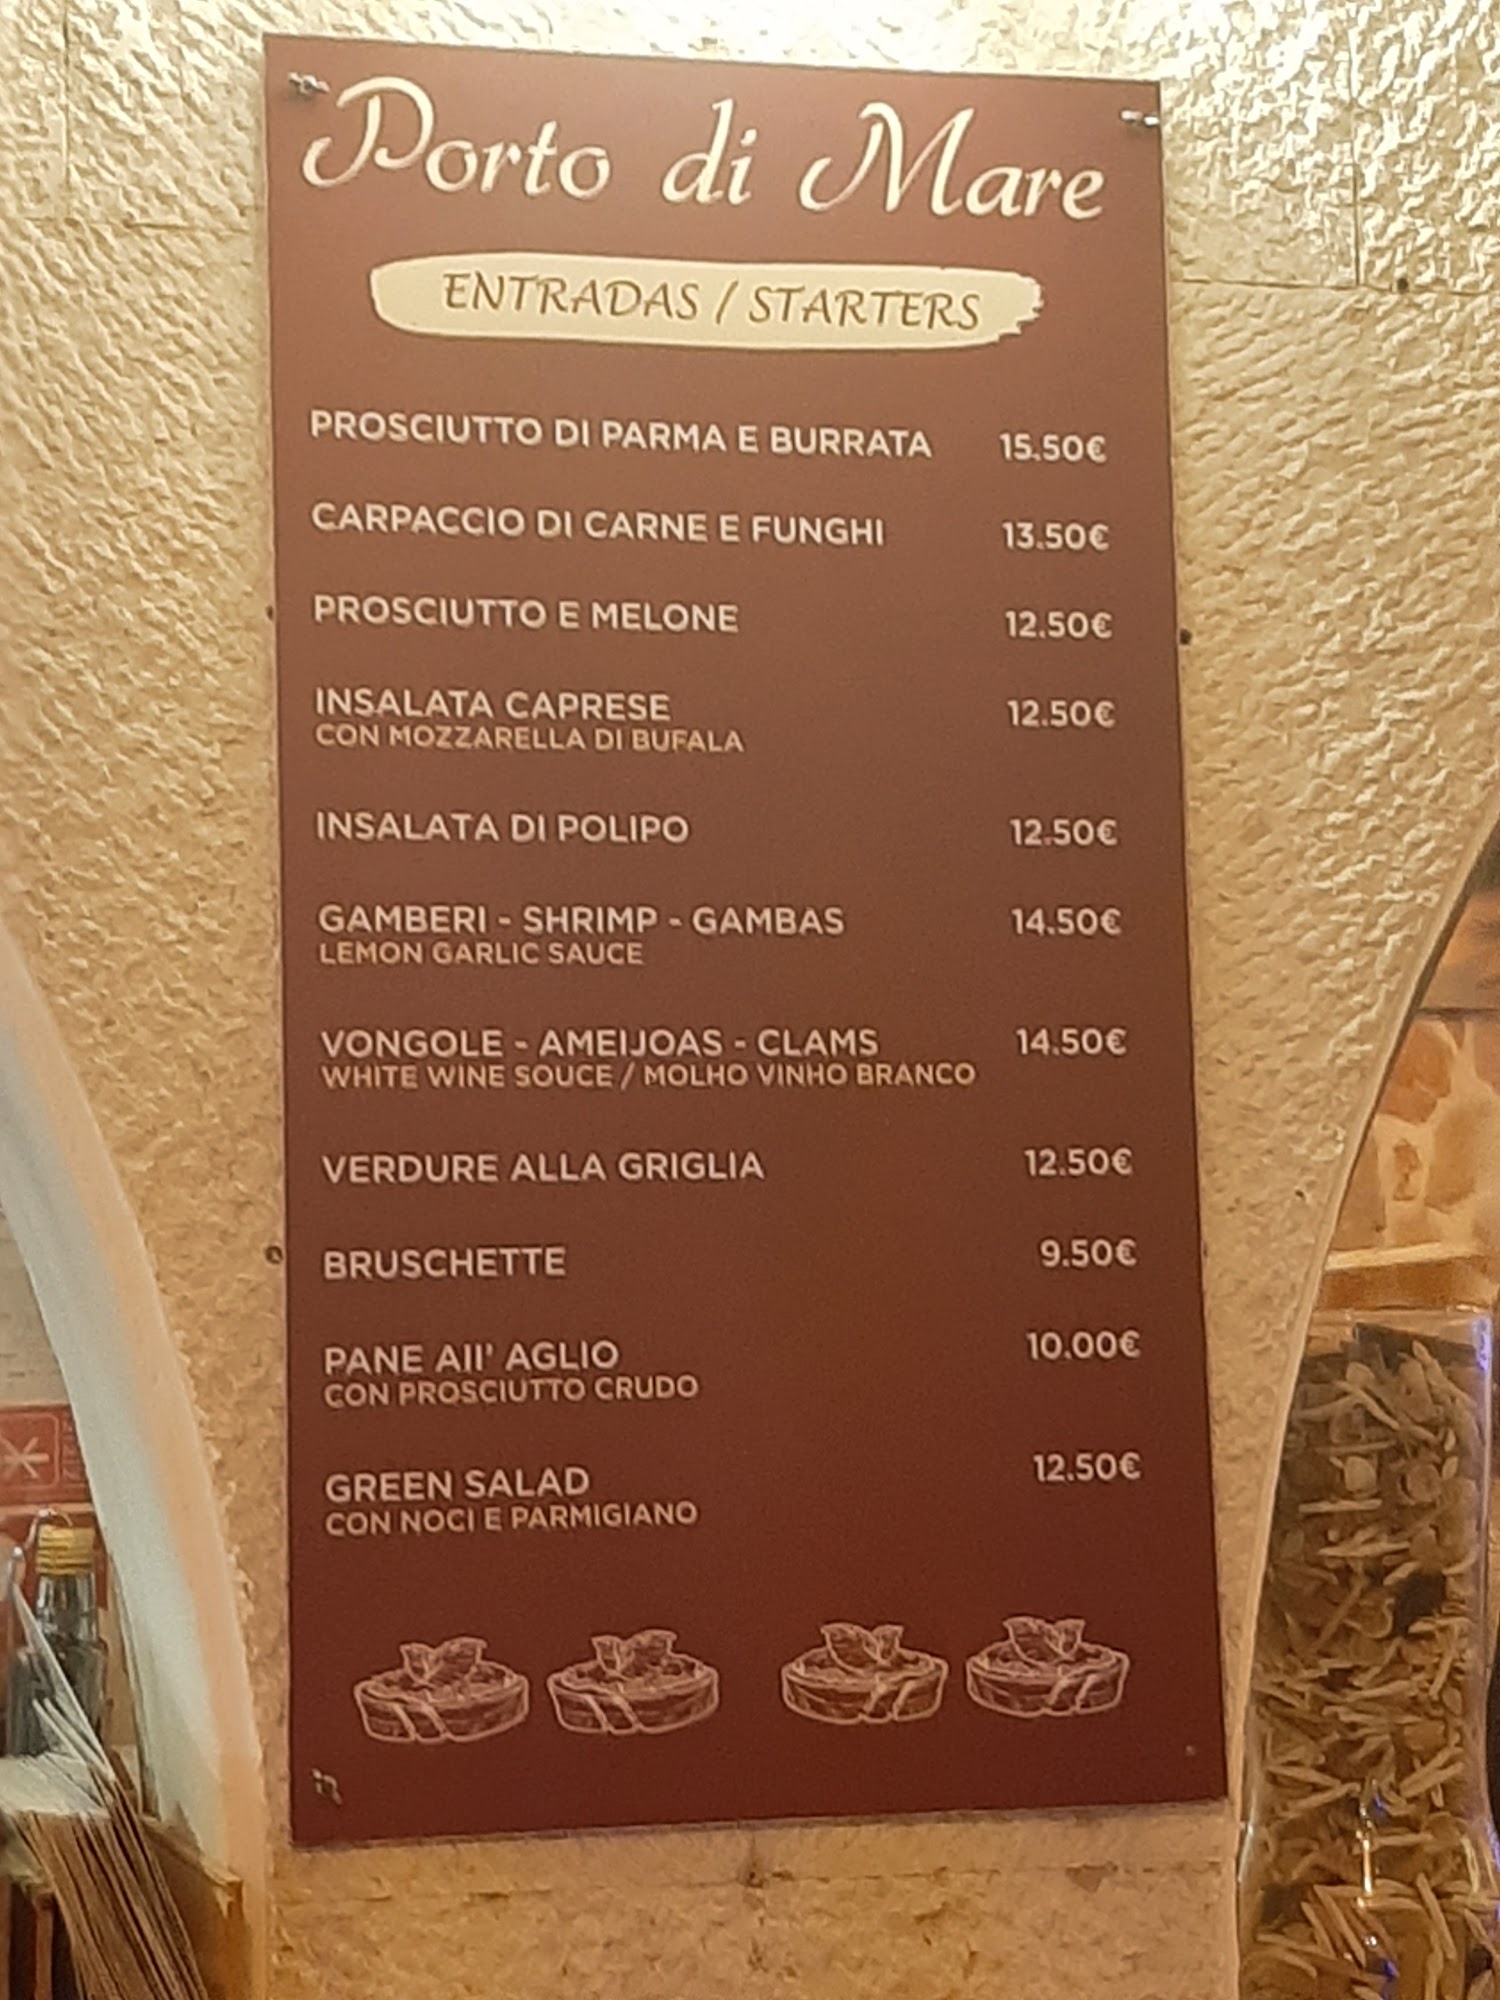 Porto di Mare
ENTRADAS / STARTERS
PROSCIUTTO DI PARMA E BURRATA 15.50€
CARPACCIO DI CARNE E FUNGHI 13.50€
PROSCIUTTO E MELONE 12.50€
INSALATA CAPRESE 12.50€
CON MOZZARELLA DI BUFALA
INSALATA DI POLIPO 12.50€
GAMBERI - SHRIMP - GAMBAS 14.50€
LEMON GARLIC SAUCE
VONGOLE - AMEIJOAS - CLAMS 14.50€
WHITE WINE SOUCE / MOLHO VINHO BRANCO
VERDURE ALLA GRIGLIA 12.50€
BRUSCHETTE 9.50€
PANE All' AGLIO 10.00€
CON PROSCIUTTO CRUDO
GREEN SALAD 12.50€
CON NOCI E PARMIGIANO